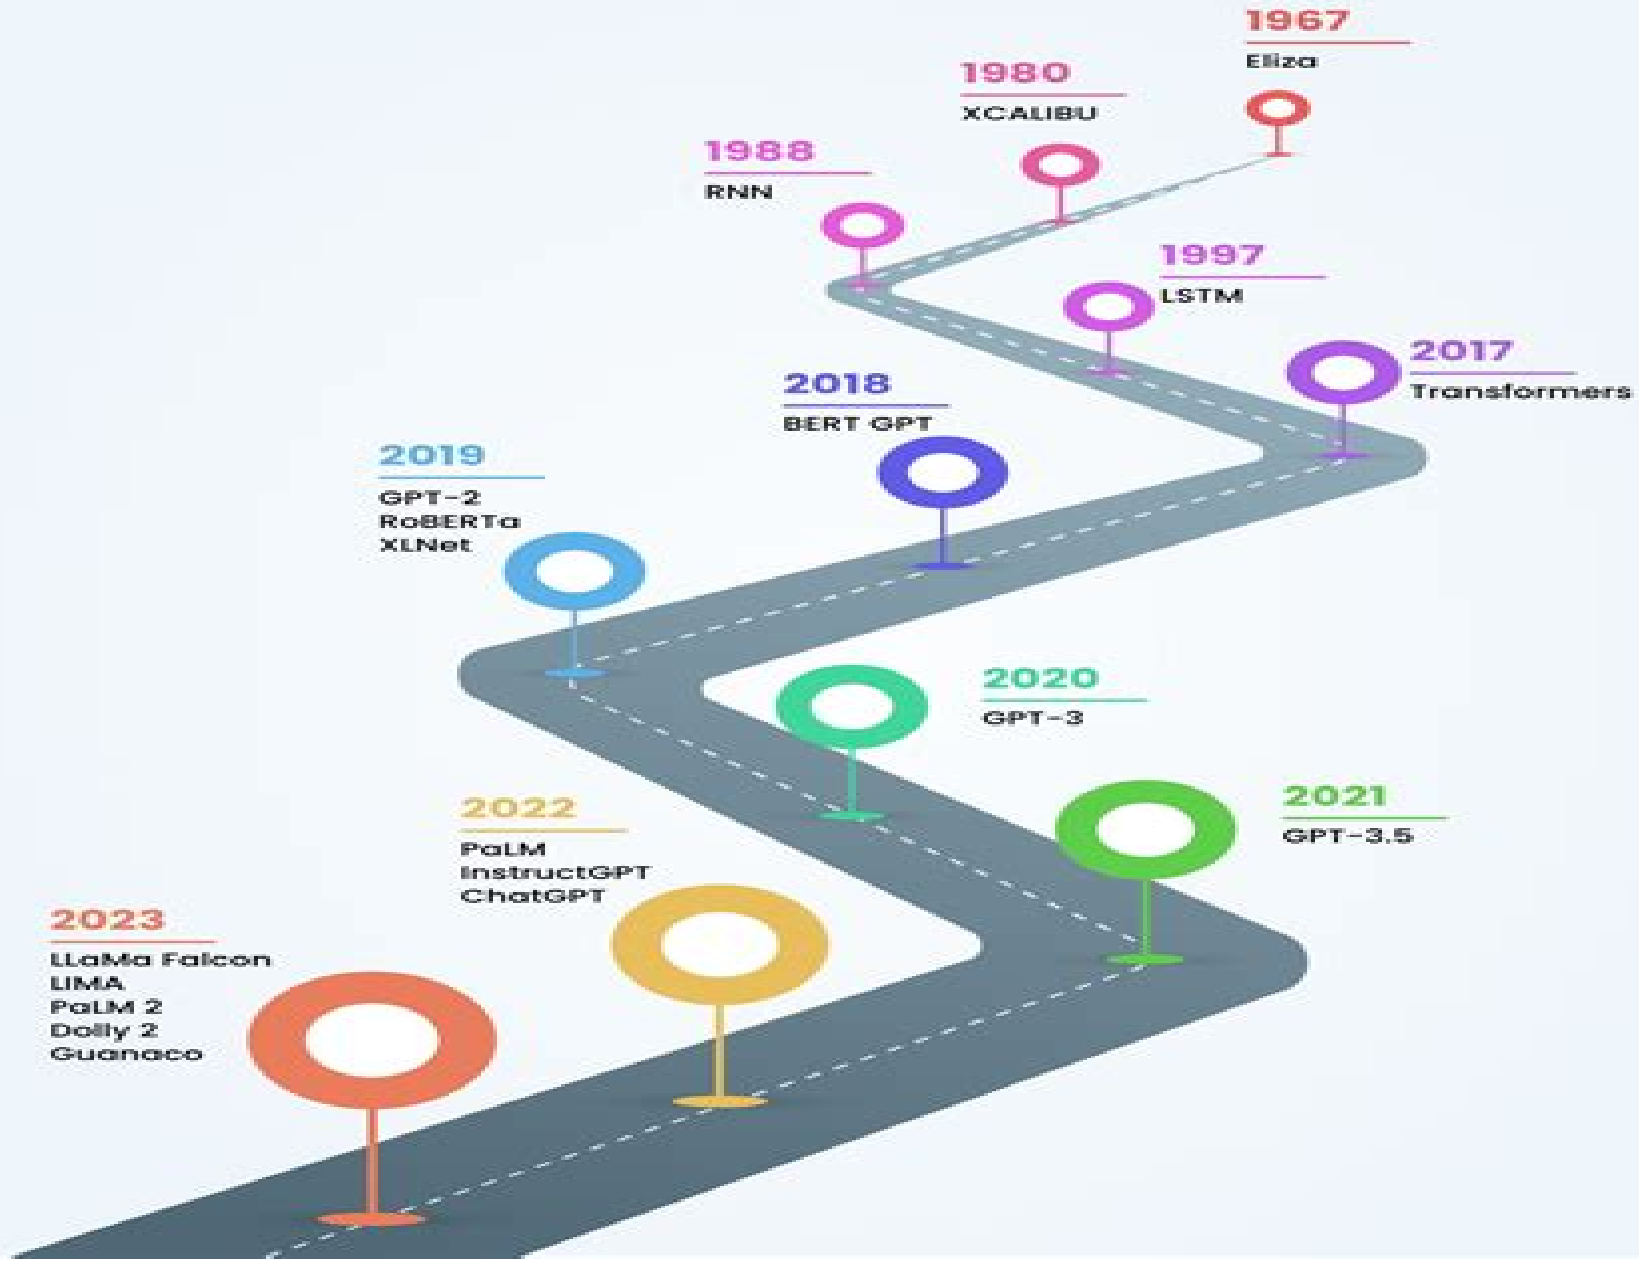 1967
Eliza
1980
XCALIBU
1988
RNN
1997
LSTM
2017
Transformers
2018
BERT GPT
2019
GPT-2
RoBERTa
XLNet
2020
GPT-3
2021
GPT-3.5
2022
PaLM
InstructGPT
ChatGPT
2023
LLaMa Falcon
LIMA
PaLM 2
Dolly 2
Guanaco